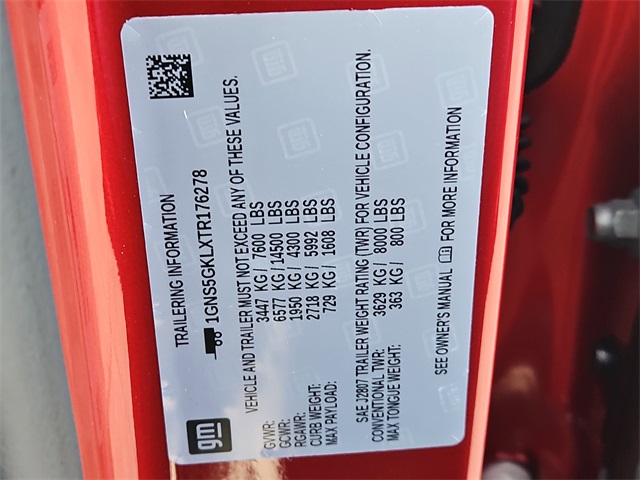 TRAILERING INFORMATION
1GNS5GKLXTR176278
VEHICLE AND TRAILER MUST NOT EXCEED ANY OF THESE VALUES.
GVWR: 3447 KG / 7600 LBS
GCWR: 6577 KG / 14500 LBS
RGAWR: 1950 KG / 4300 LBS
CURB WEIGHT: 2718 KG / 5992 LBS
MAX PAYLOAD: 729 KG / 1608 LBS
SAE J2807 TRAILER WEIGHT RATING (TWR) FOR VEHICLE CONFIGURATION.
CONVENTIONAL TWR: 3629 KG / 8000 LBS
MAX TONGUE WEIGHT: 363 KG / 800 LBS
SEE OWNER'S MANUAL FOR MORE INFORMATION
gm